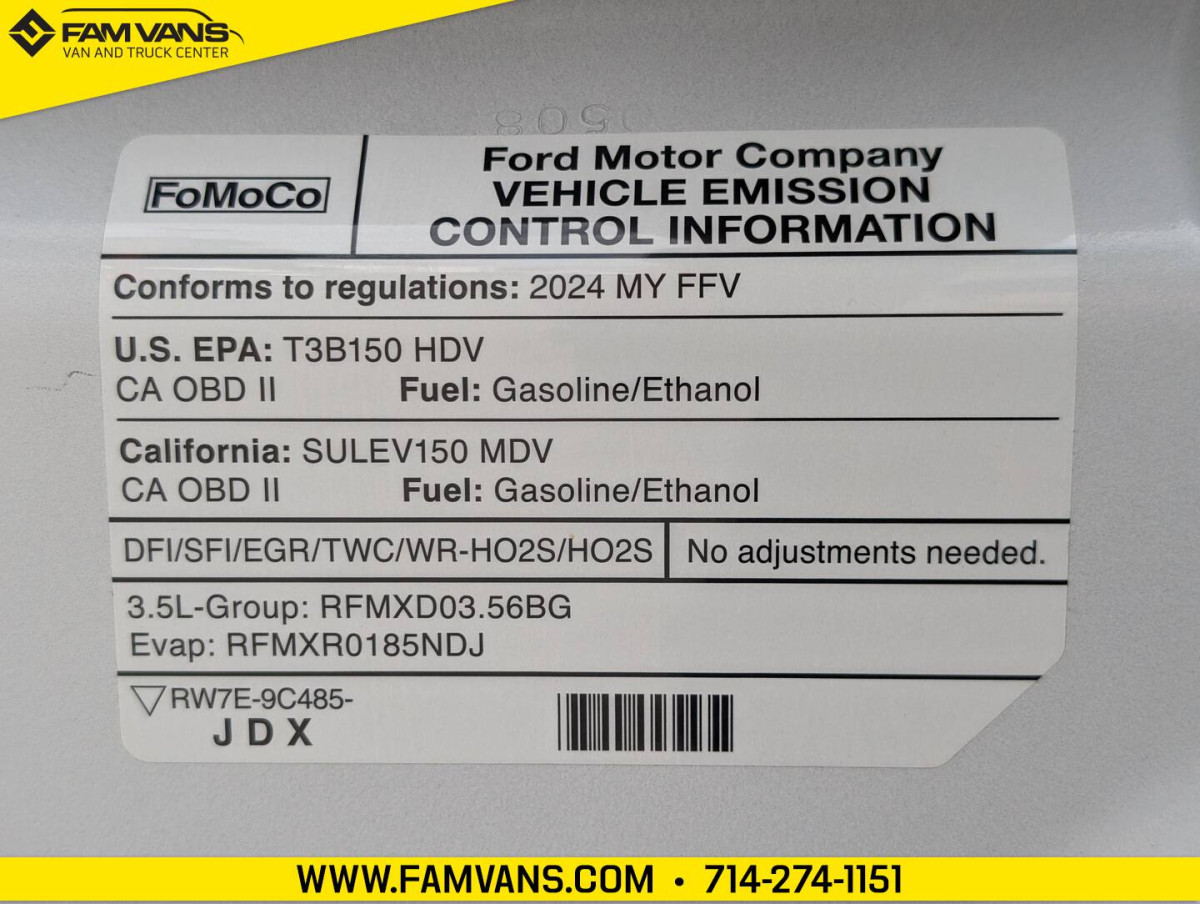 FAM VANS
VAN AND TRUCK CENTER
FoMoCo
Ford Motor Company
VEHICLE EMISSION
CONTROL INFORMATION
Conforms to regulations: 2024 MY FFV
U.S. EPA: T3B150 HDV
CA OBD II Fuel: Gasoline/Ethanol
California: SULEV150 MDV
CA OBD II Fuel: Gasoline/Ethanol
DFI/SFI/EGR/TWC/WR-HO2S/HO2S No adjustments needed.
3.5L-Group: RFMXD03.56BG
Evap: RFMXR0185NDJ
RW7E-9C485-
J D X
WWW.FAMVANS.COM • 714-274-1151